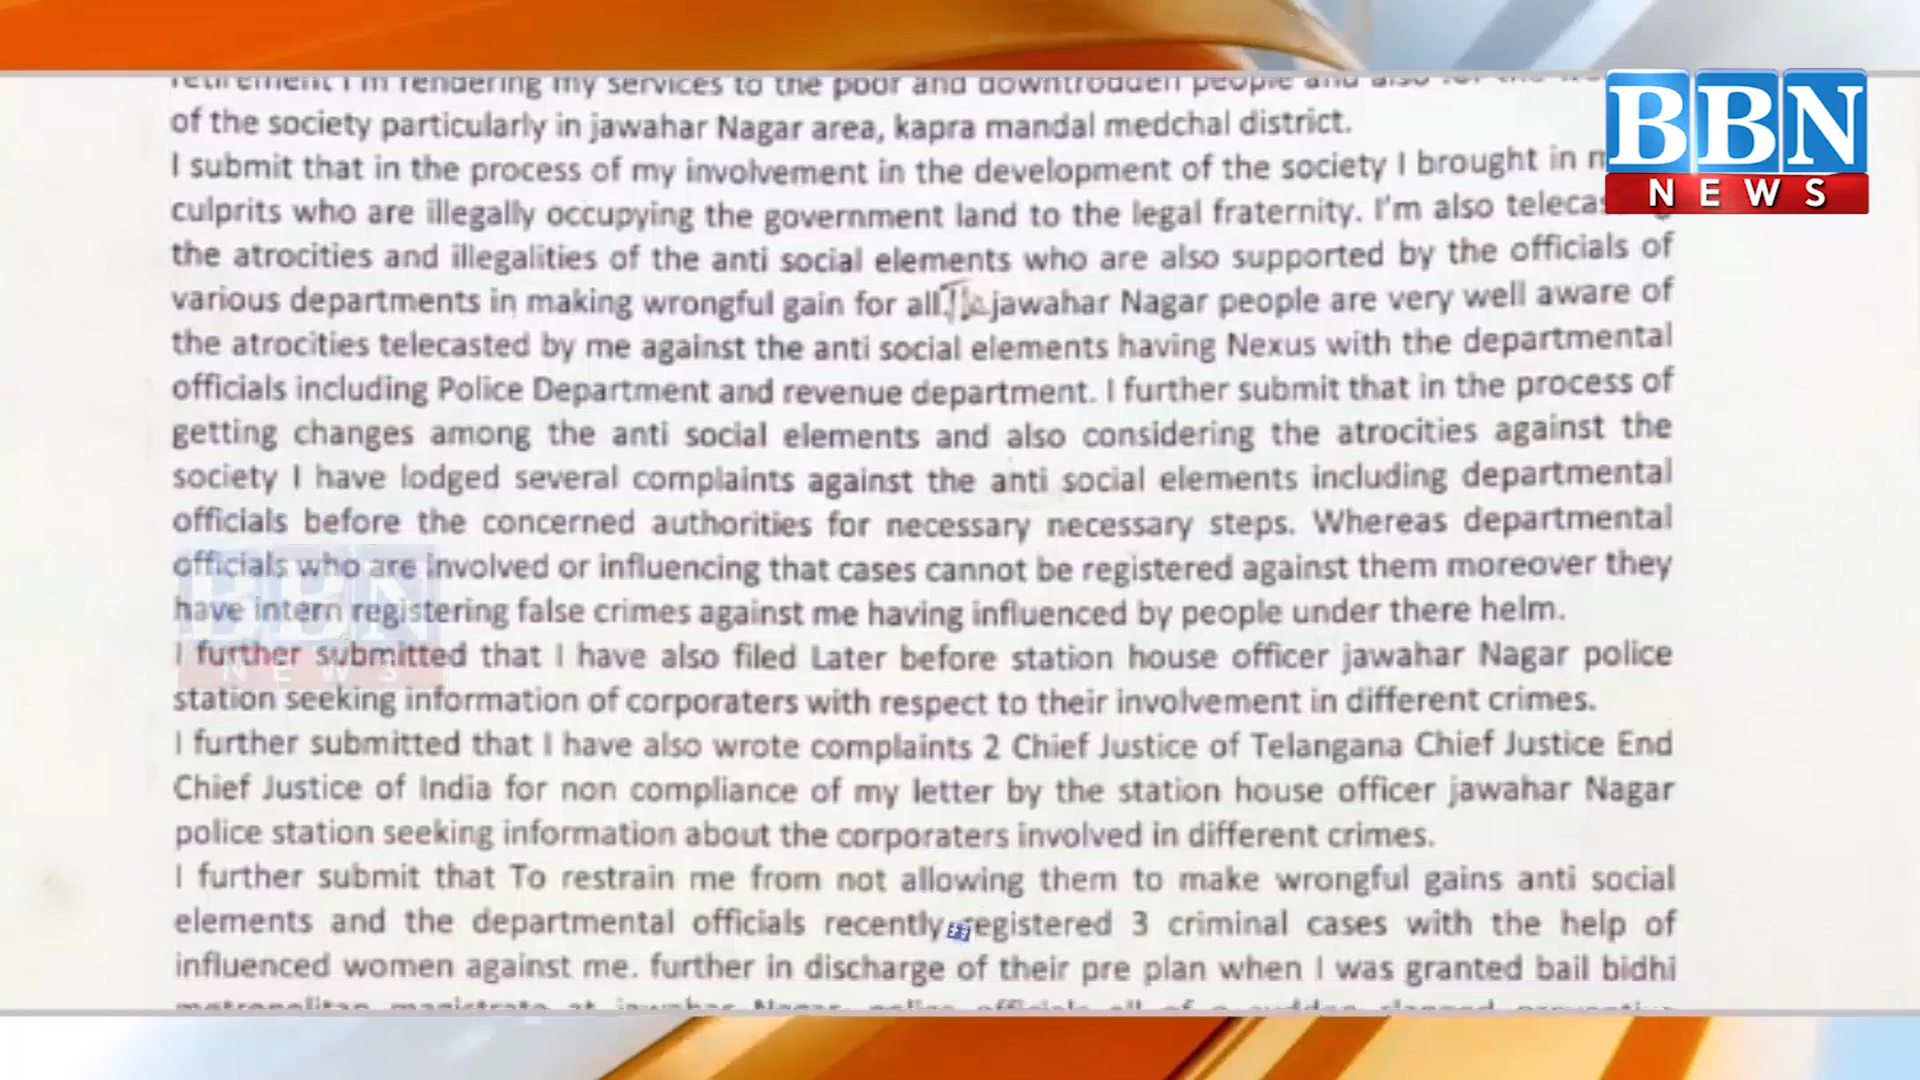 retirement I'm rendering my services to the poor and downtrodden people and also for the
of the society particularly in jawahar Nagar area, kapra mandal medchal district.
I submit that in the process of my involvement in the development of the society I brought in
culprits who are illegally occupying the government land to the legal fraternity. I'm also
the atrocities and illegalities of the anti social elements who are also supported by the officials of
various departments in making wrongful gain for all. The jawahar Nagar people are very well aware of
the atrocities telecasted by me against the anti social elements having Nexus with the departmental
officials including Police Department and revenue department. I further submit that in the process of
getting changes among the anti social elements and also considering the atrocities against the
society I have lodged several complaints against the anti social elements including departmental
officials before the concerned authorities for necessary necessary steps. Whereas departmental
officials who are involved or influencing that cases cannot be registered against them moreover they
have intern registering false crimes against me having influenced by people under there helm.
I further submitted that I have also filed Later before station house officer jawahar Nagar police
station seeking information of corporaters with respect to their involvement in different crimes.
I further submitted that I have also wrote complaints 2 Chief Justice of Telangana Chief Justice End
Chief Justice of India for non compliance of my letter by the station house officer jawahar Nagar
police station seeking information about the corporaters involved in different crimes.
I further submit that To restrain me from not allowing them to make wrongful gains anti social
elements and the departmental officials recently registered 3 criminal cases with the help of
influenced women against me. further in discharge of their pre plan when I was granted bail bidhi
metropolitan magistrate at jawahar Nagar, police officials all of a sudden planned preventive
BBN
NEWS
BBN
NEWS